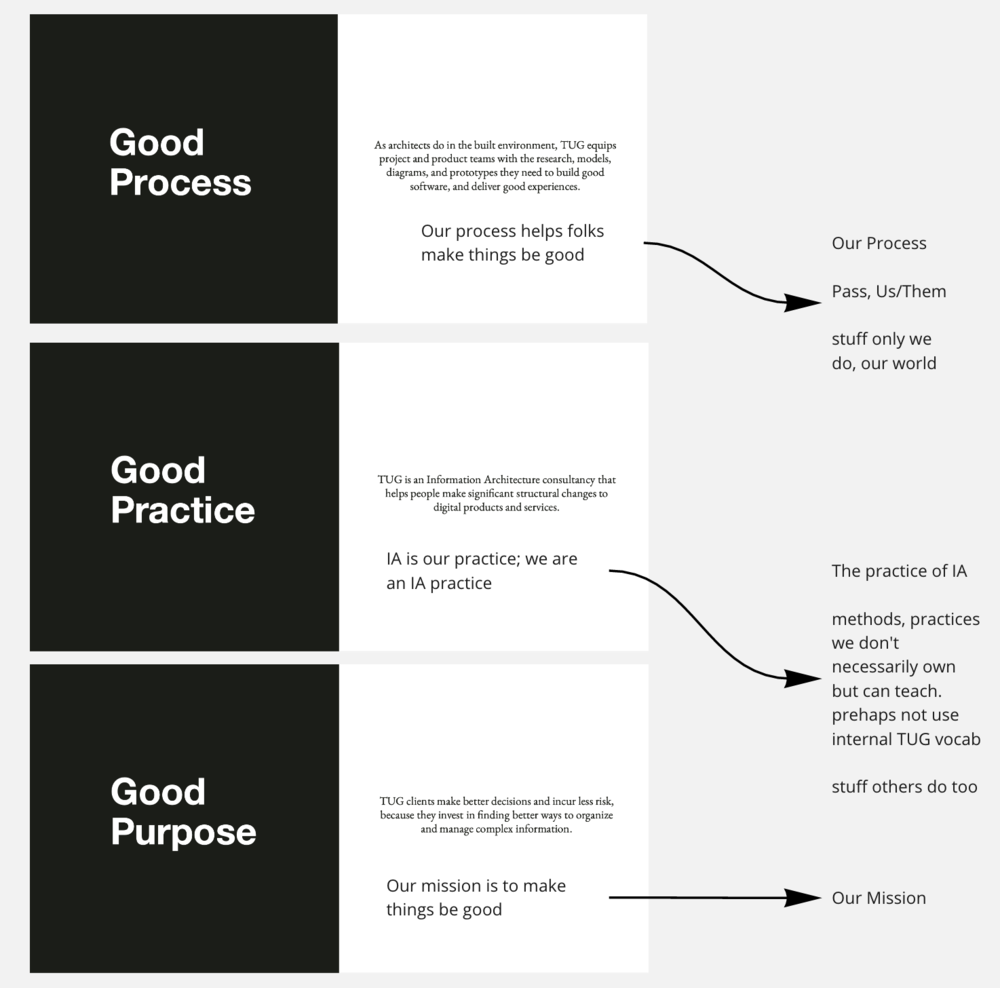 Good
Process
As architects do in the built environment, TUG equips
project and product teams with the research, models,
diagrams, and prototypes they need to build good
software, and deliver good experiences.
Our process helps folks
make things be good
Our Process
Pass, Us/Them
stuff only we
do, our world
Good
Practice
TUG is an Information Architecture consultancy that
helps people make significant structural changes to
digital products and services.
IA is our practice; we are
an IA practice
The practice of IA
methods, practices
we don't
necessarily own
but can teach.
prehaps not use
internal TUG vocab
stuff others do too
Good
Purpose
TUG clients make better decisions and incur less risk,
because they invest in finding better ways to organize
and manage complex information.
Our mission is to make
things be good
Our Mission